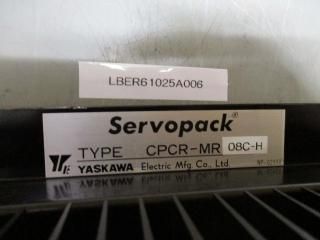 LBER61025A006
Servopack
TYPE CPCR-MR 08C-H
YASKAWA Electric Mfg. Co., Ltd.